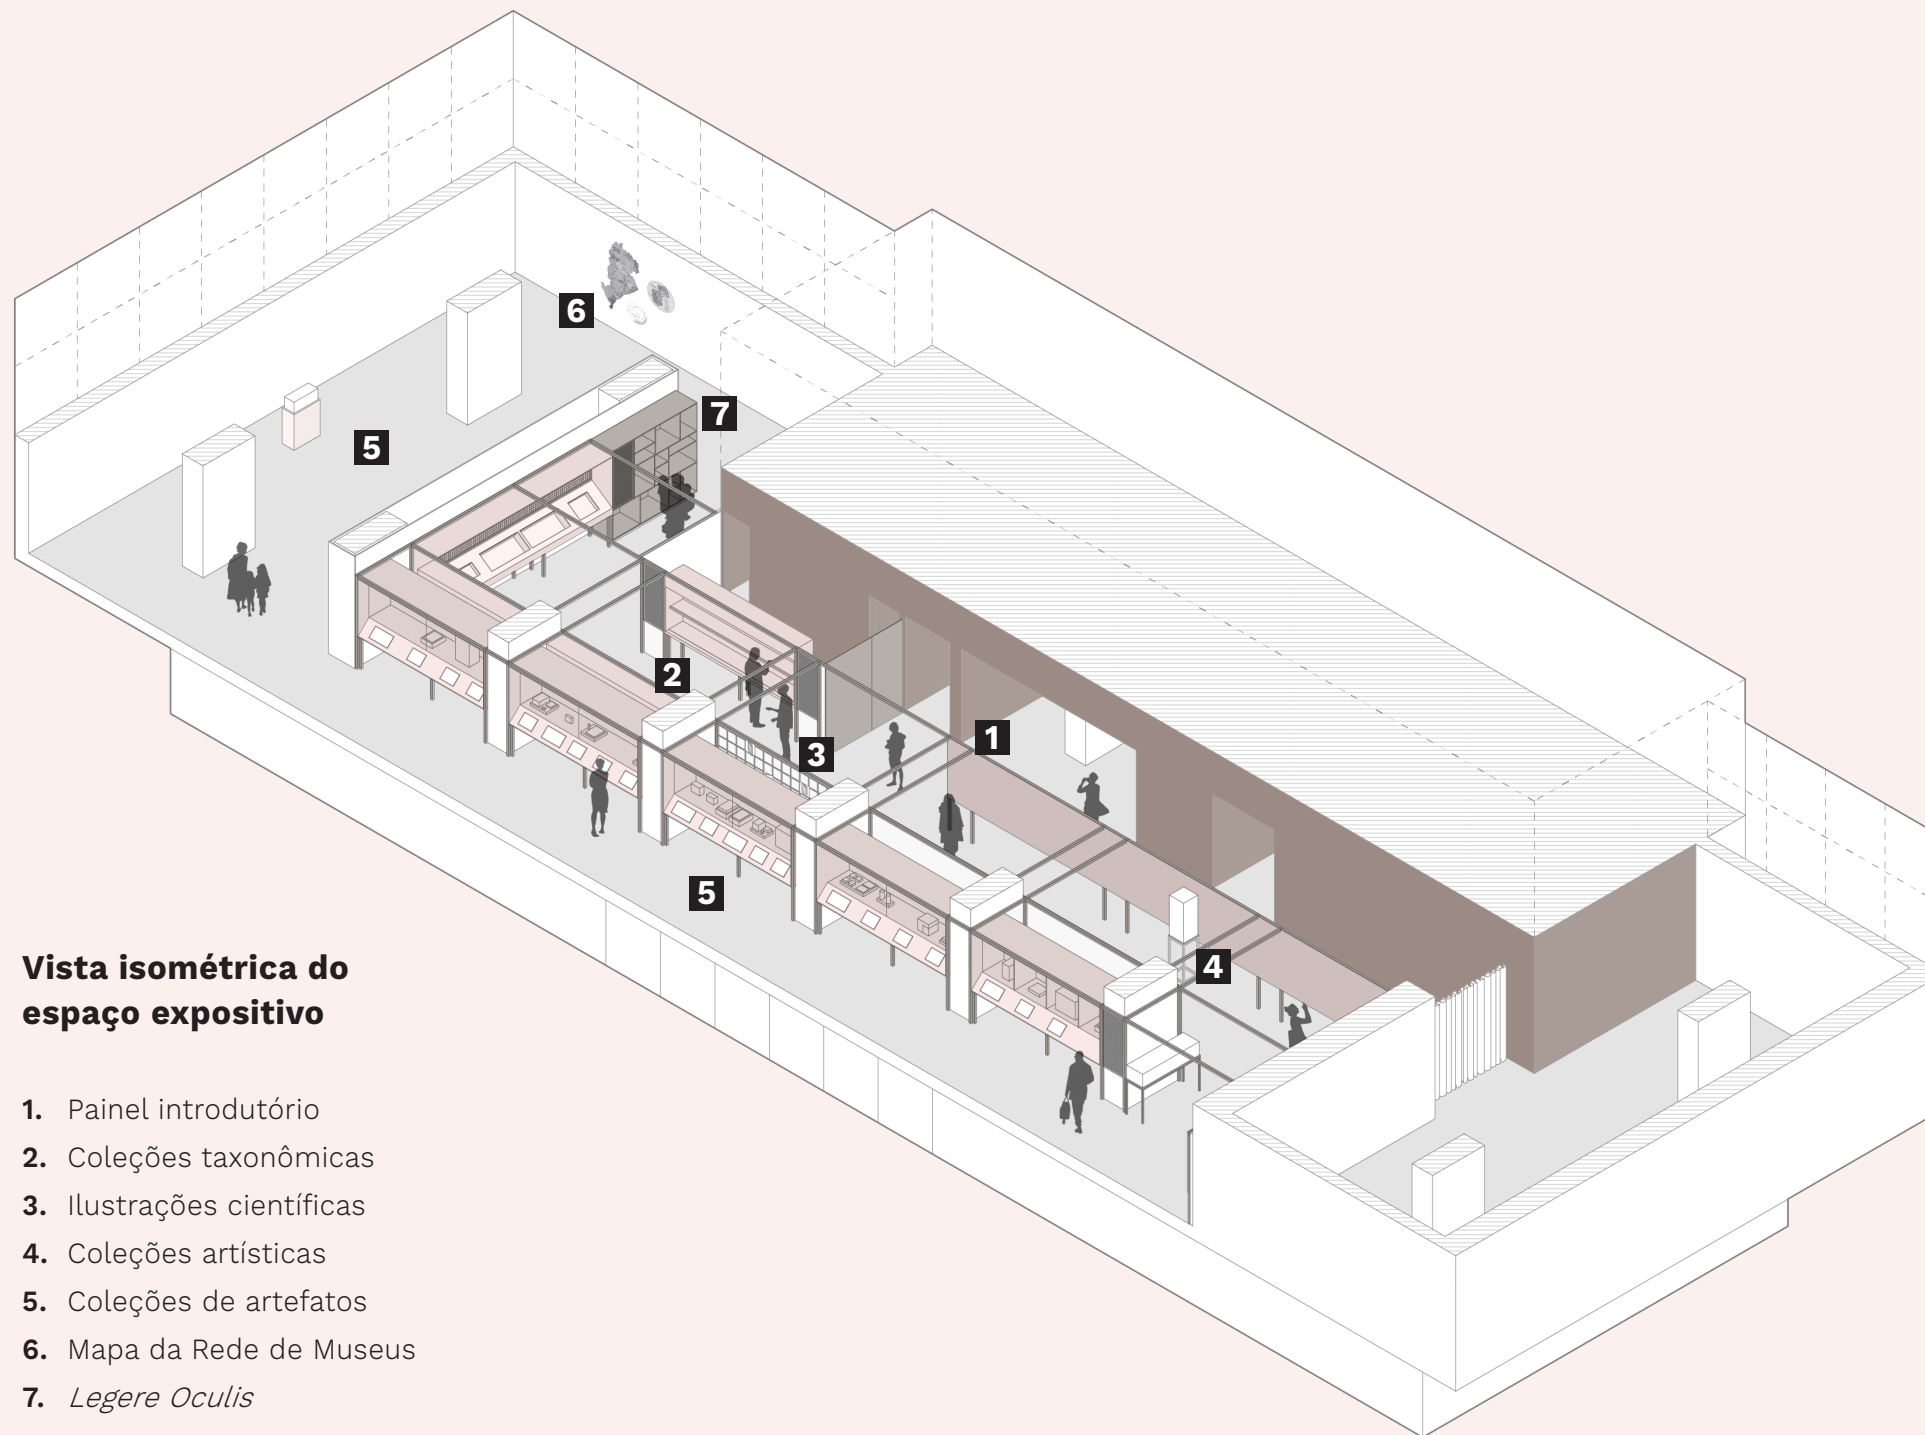 6
7
5
2
3
1
5
4
Vista isométrica do
espaço expositivo
1. Painel introdutório
2. Coleções taxonômicas
3. Ilustrações científicas
4. Coleções artísticas
5. Coleções de artefatos
6. Mapa da Rede de Museus
7. Legere Oculis